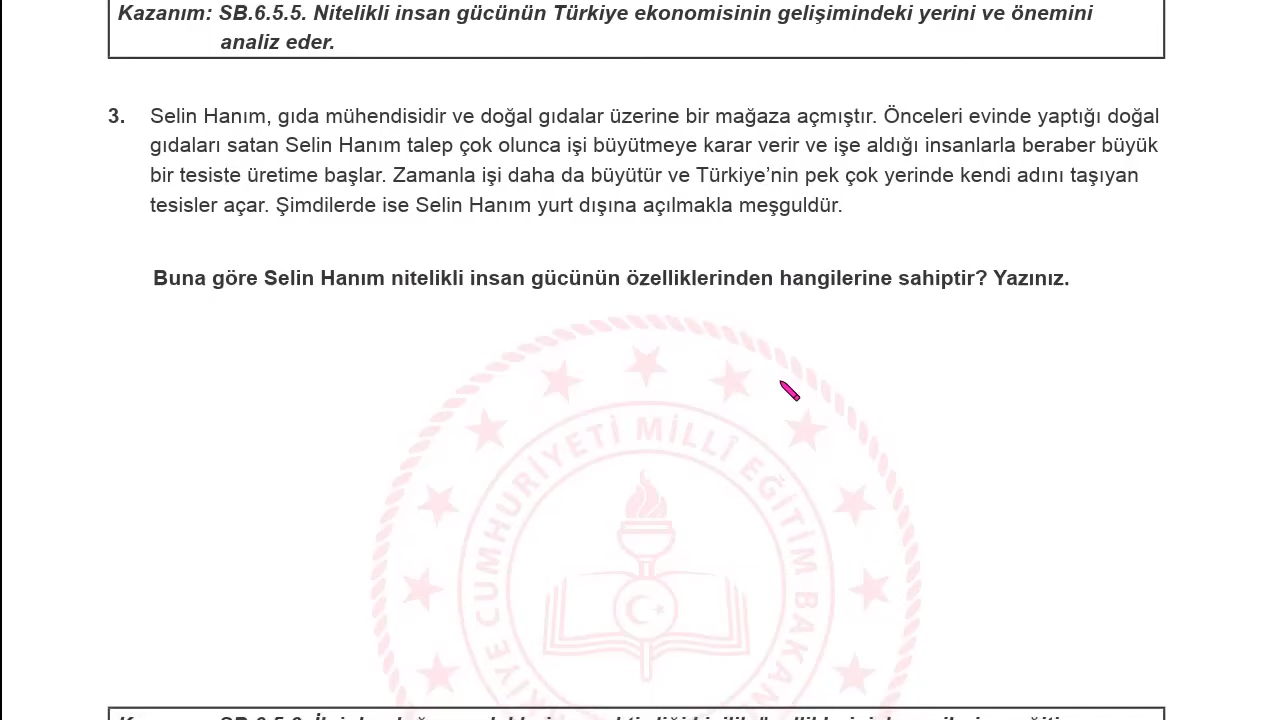 Kazanım: SB.6.5.5. Nitelikli insan gücünün Türkiye ekonomisinin gelişimindeki yerini ve önemini
analiz eder.
3. Selin Hanım, gıda mühendisidir ve doğal gıdalar üzerine bir mağaza açmıştır. Önceleri evinde yaptığı doğal
gıdaları satan Selin Hanım talep çok olunca işi büyütmeye karar verir ve işe aldığı insanlarla beraber büyük
bir tesiste üretime başlar. Zamanla işi daha da büyütür ve Türkiye’nin pek çok yerinde kendi adını taşıyan
tesisler açar. Şimdilerde ise Selin Hanım yurt dışına açılmakla meşguldür.
Buna göre Selin Hanım nitelikli insan gücünün özelliklerinden hangilerine sahiptir? Yazınız.
CUMHURİYETİ MİLLÎ EĞİTİM